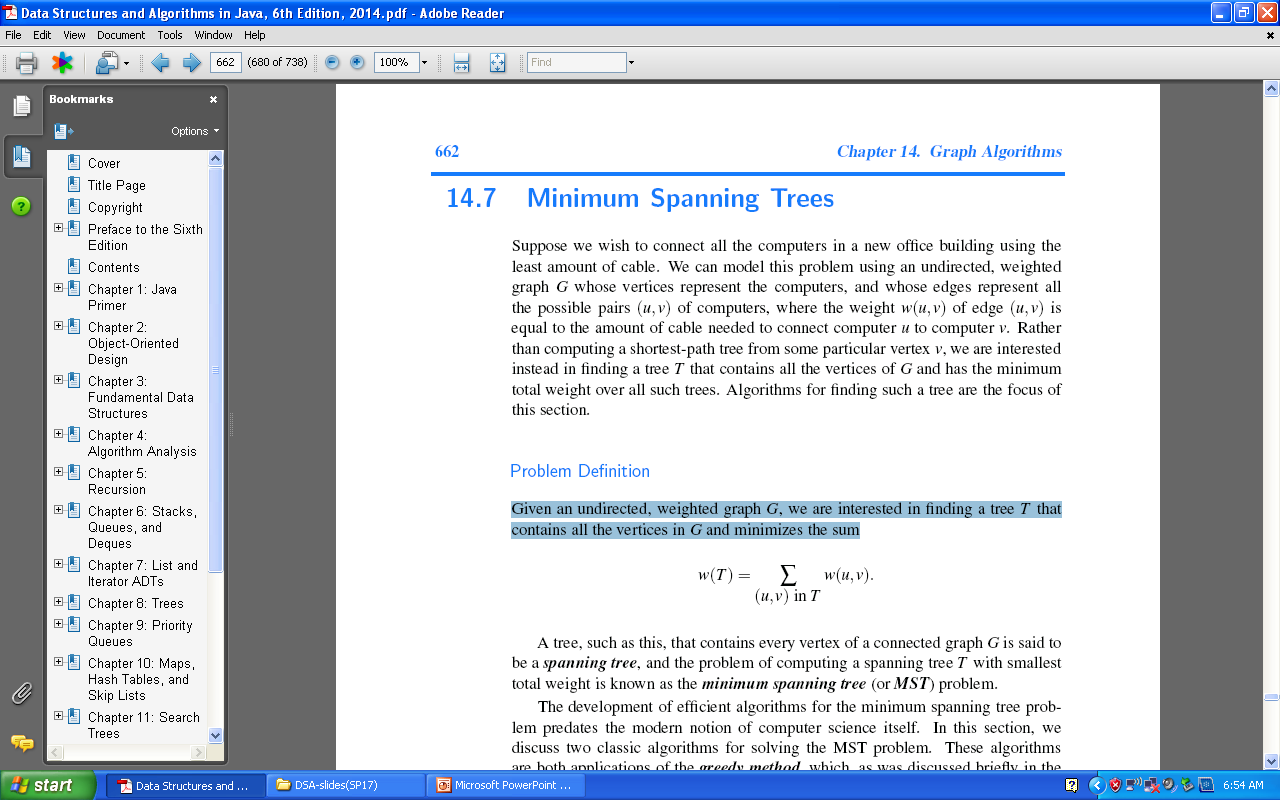 Data Structures and Algorithms in Java, 6th Edition, 2014.pdf - Adobe Reader
File Edit View Document Tools Window Help
662 (680 of 738) 100% Find
Bookmarks
Options
Cover
Title Page
Copyright
Preface to the Sixth
Edition
Contents
Chapter 1: Java
Primer
Chapter 2:
Object-Oriented
Design
Chapter 3:
Fundamental Data
Structures
Chapter 4:
Algorithm Analysis
Chapter 5:
Recursion
Chapter 6: Stacks,
Queues, and
Deques
Chapter 7: List and
Iterator ADTs
Chapter 8: Trees
Chapter 9: Priority
Queues
Chapter 10: Maps,
Hash Tables, and
Skip Lists
Chapter 11: Search
Trees
662 Chapter 14. Graph Algorithms
14.7 Minimum Spanning Trees
Suppose we wish to connect all the computers in a new office building using the
least amount of cable. We can model this problem using an undirected, weighted
graph G whose vertices represent the computers, and whose edges represent all
the possible pairs (u,v) of computers, where the weight w(u,v) of edge (u,v) is
equal to the amount of cable needed to connect computer u to computer v. Rather
than computing a shortest-path tree from some particular vertex v, we are interested
instead in finding a tree T that contains all the vertices of G and has the minimum
total weight over all such trees. Algorithms for finding such a tree are the focus of
this section.
Problem Definition
Given an undirected, weighted graph G, we are interested in finding a tree T that
contains all the vertices in G and minimizes the sum
w(T) = ∑ w(u,v).
(u,v) in T
A tree, such as this, that contains every vertex of a connected graph G is said to
be a spanning tree, and the problem of computing a spanning tree T with smallest
total weight is known as the minimum spanning tree (or MST) problem.
The development of efficient algorithms for the minimum spanning tree prob-
lem predates the modern notion of computer science itself. In this section, we
discuss two classic algorithms for solving the MST problem. These algorithms
are both applications of the greedy method, which, as was discussed briefly in the
start Data Structures and ... DSA-slides(SP17) Microsoft PowerPoint ... 6:54 AM